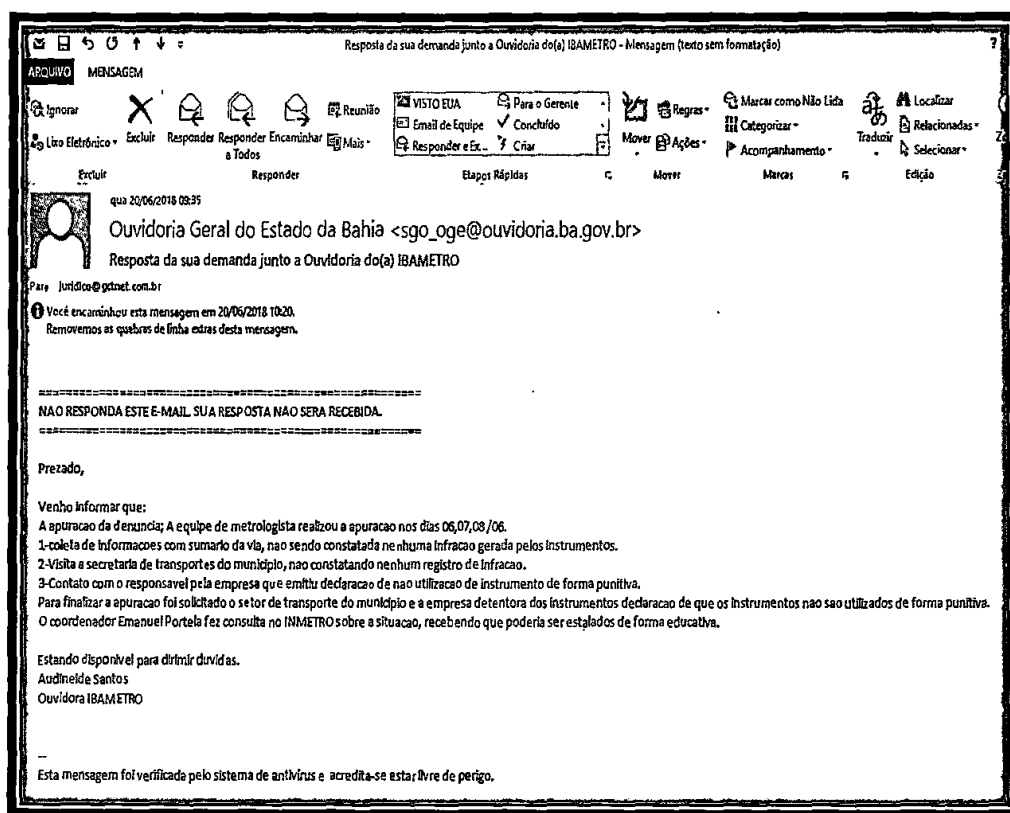 Resposta da sua demanda junto a Ouvidoria do(a) IBAMETRO - Mensagem (texto sem formatação) ?
ARQUIVO MENSAGEM
Ignorar
Lixo Eletrônico
Excluir
Responder
Responder a Todos
Encaminhar
Reunião
Mais
VISTO EUA
Email de Equipe
Responder e Ex...
Para o Gerente
Concluído
Criar
Mover
Regras
Ações
Marcar como Não Lida
Categorizar
Acompanhamento
Traduzir
Localizar
Relacionadas
Selecionar
Excluir Responder Etapas Rápidas Mover Marcas Edição
qua 20/06/2018 09:35
Ouvidoria Geral do Estado da Bahia <sgo_oge@ouvidoria.ba.gov.br>
Resposta da sua demanda junto a Ouvidoria do(a) IBAMETRO
Para
Você encaminhou esta mensagem em 20/06/2018 10:20.
Removemos as quebras de linha extras desta mensagem.
NAO RESPONDA ESTE E-MAIL. SUA RESPOSTA NAO SERA RECEBIDA.
Prezado,
Venho informar que:
A apuracao da denuncia; A equipe de metrologista realizou a apuracao nos dias 06,07,08/06.
1-coleta de informacoes com sumario da via, nao sendo constatada nenhuma infracao gerada pelos instrumentos.
2-Visita a secretaria de transportes do municipio, nao constatando nenhum registro de infracao.
3-Contato com o responsavel pela empresa que emitiu declaracao de nao utilizacao de instrumento de forma punitiva.
Para finalizar a apuracao foi solicitado o setor de transporte do municipio e a empresa detentora dos instrumentos declaracao de que os instrumentos nao sao utilizados de forma punitiva.
O coordenador Emanuel Portela fez consulta no INMETRO sobre a situacao, recebendo que poderia ser estalados de forma educativa.
Estando disponivel para dirimir duvidas.
Audineide Santos
Ouvidora IBAMETRO
--
Esta mensagem foi verificada pelo sistema de antivirus e acredita-se estar livre de perigo.